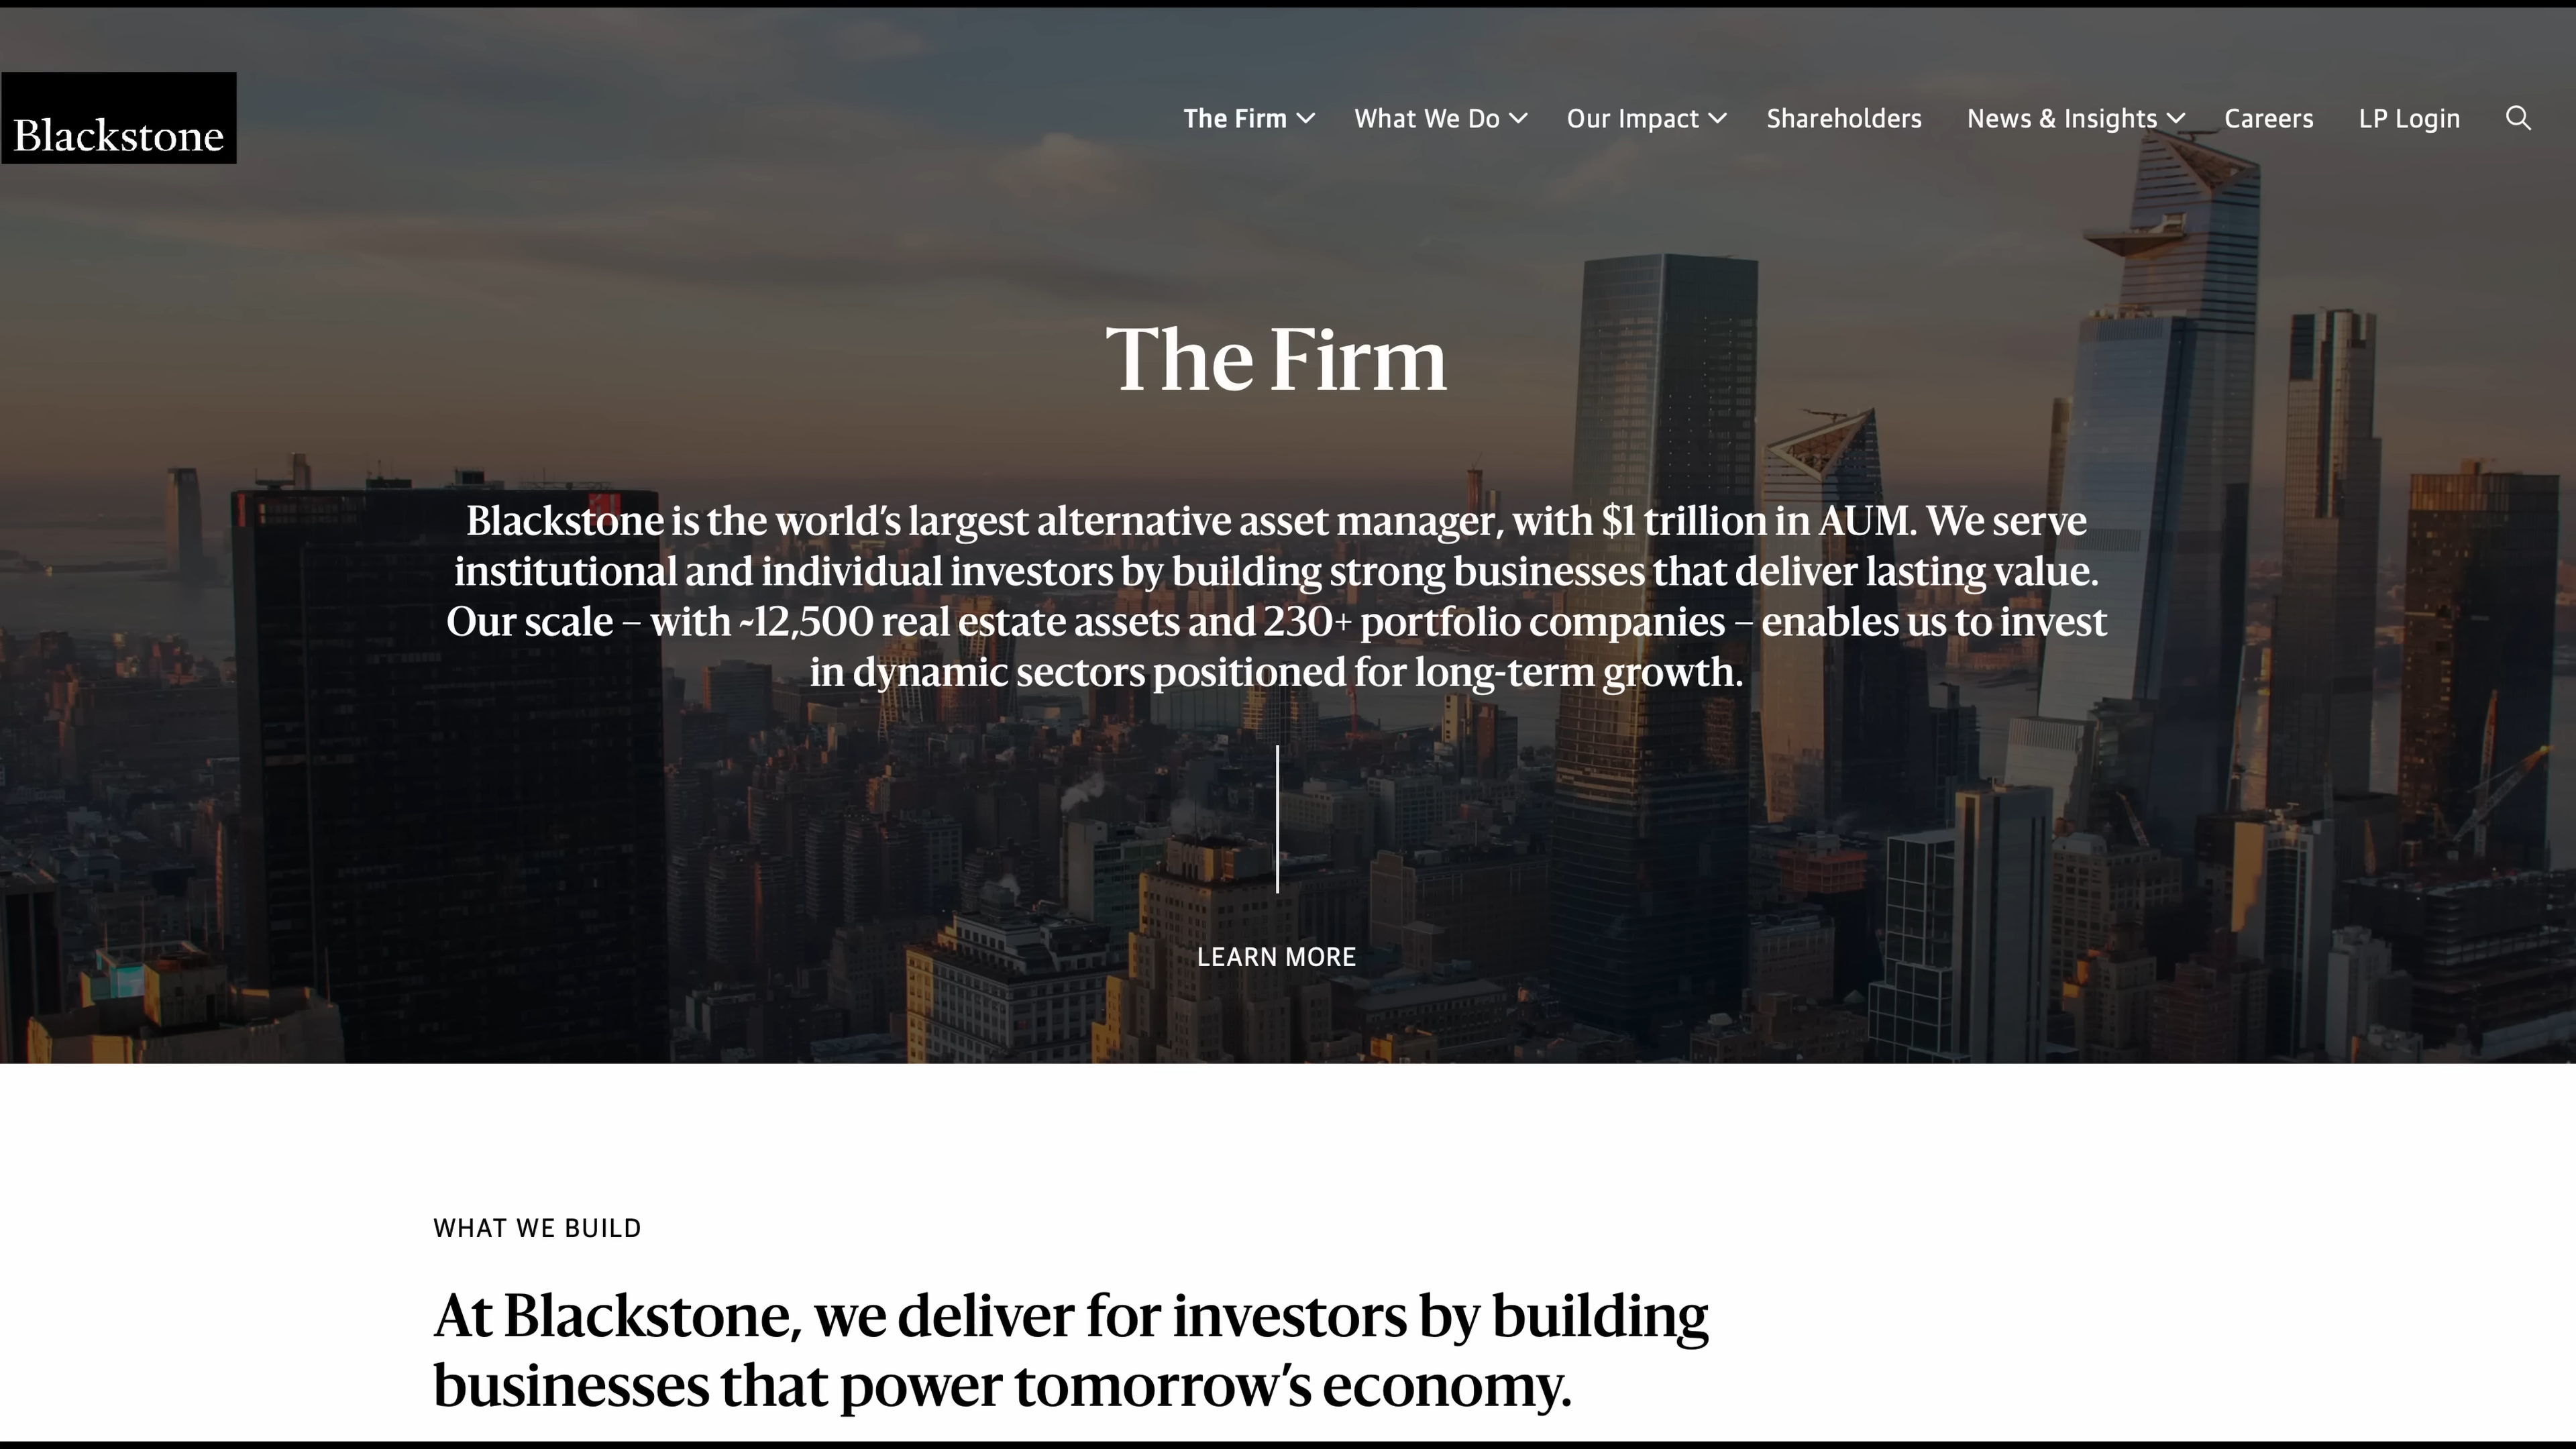 Blackstone
The Firm
What We Do
Our Impact
Shareholders
News & Insights
Careers
LP Login
The Firm
Blackstone is the world's largest alternative asset manager, with $1 trillion in AUM. We serve
institutional and individual investors by building strong businesses that deliver lasting value.
Our scale – with ~12,500 real estate assets and 230+ portfolio companies – enables us to invest
in dynamic sectors positioned for long-term growth.
LEARN MORE
WHAT WE BUILD
At Blackstone, we deliver for investors by building
businesses that power tomorrow's economy.